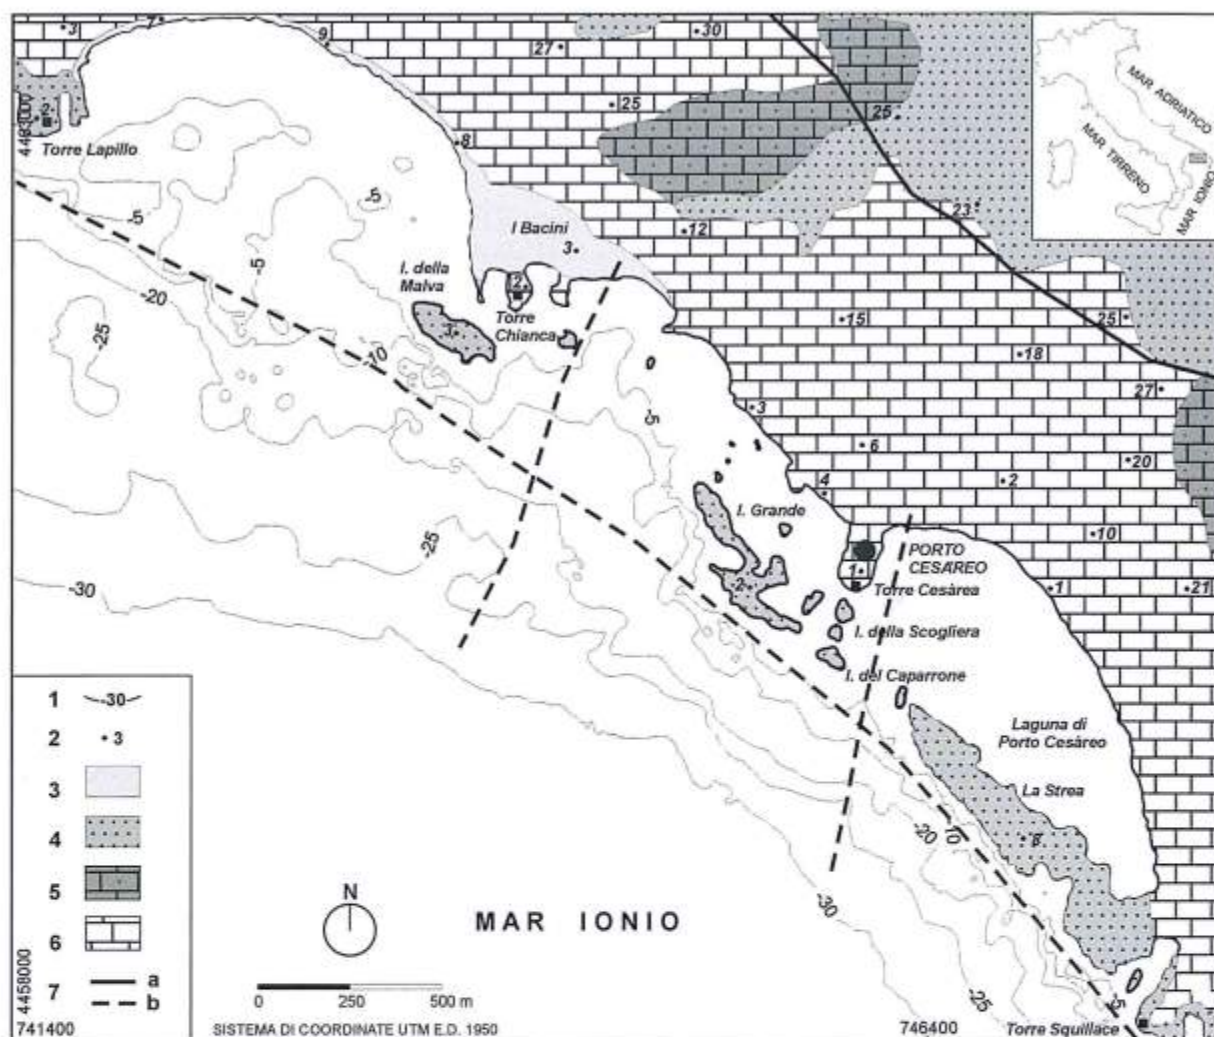 3
7
9
27
30
25
25
8
2
4463000
Torre Lapillo
MAR ADRIATICO
MAR TIRRENO
MAR IONIO
-5
-5
-5
-20
-25
-10
I Bacini
3
12
23
I. della
Malva
2
3
Torre
Chianca
15
25
18
27
-5
3
6
20
4
2
10
I. Grande
2
PORTO
CESÀREO
1
Torre Cesàrea
1
21
I. della Scogliera
I. del Caparrone
-25
-30
Laguna di
Porto Cesàreo
La Strea
-20
-10
-30
-25
-5
1 -30
2 3
3
4
5
6
7 a
b
N
MAR IONIO
0 250 500 m
4458000
741400
SISTEMA DI COORDINATE UTM E.D. 1950
746400
Torre Squillace